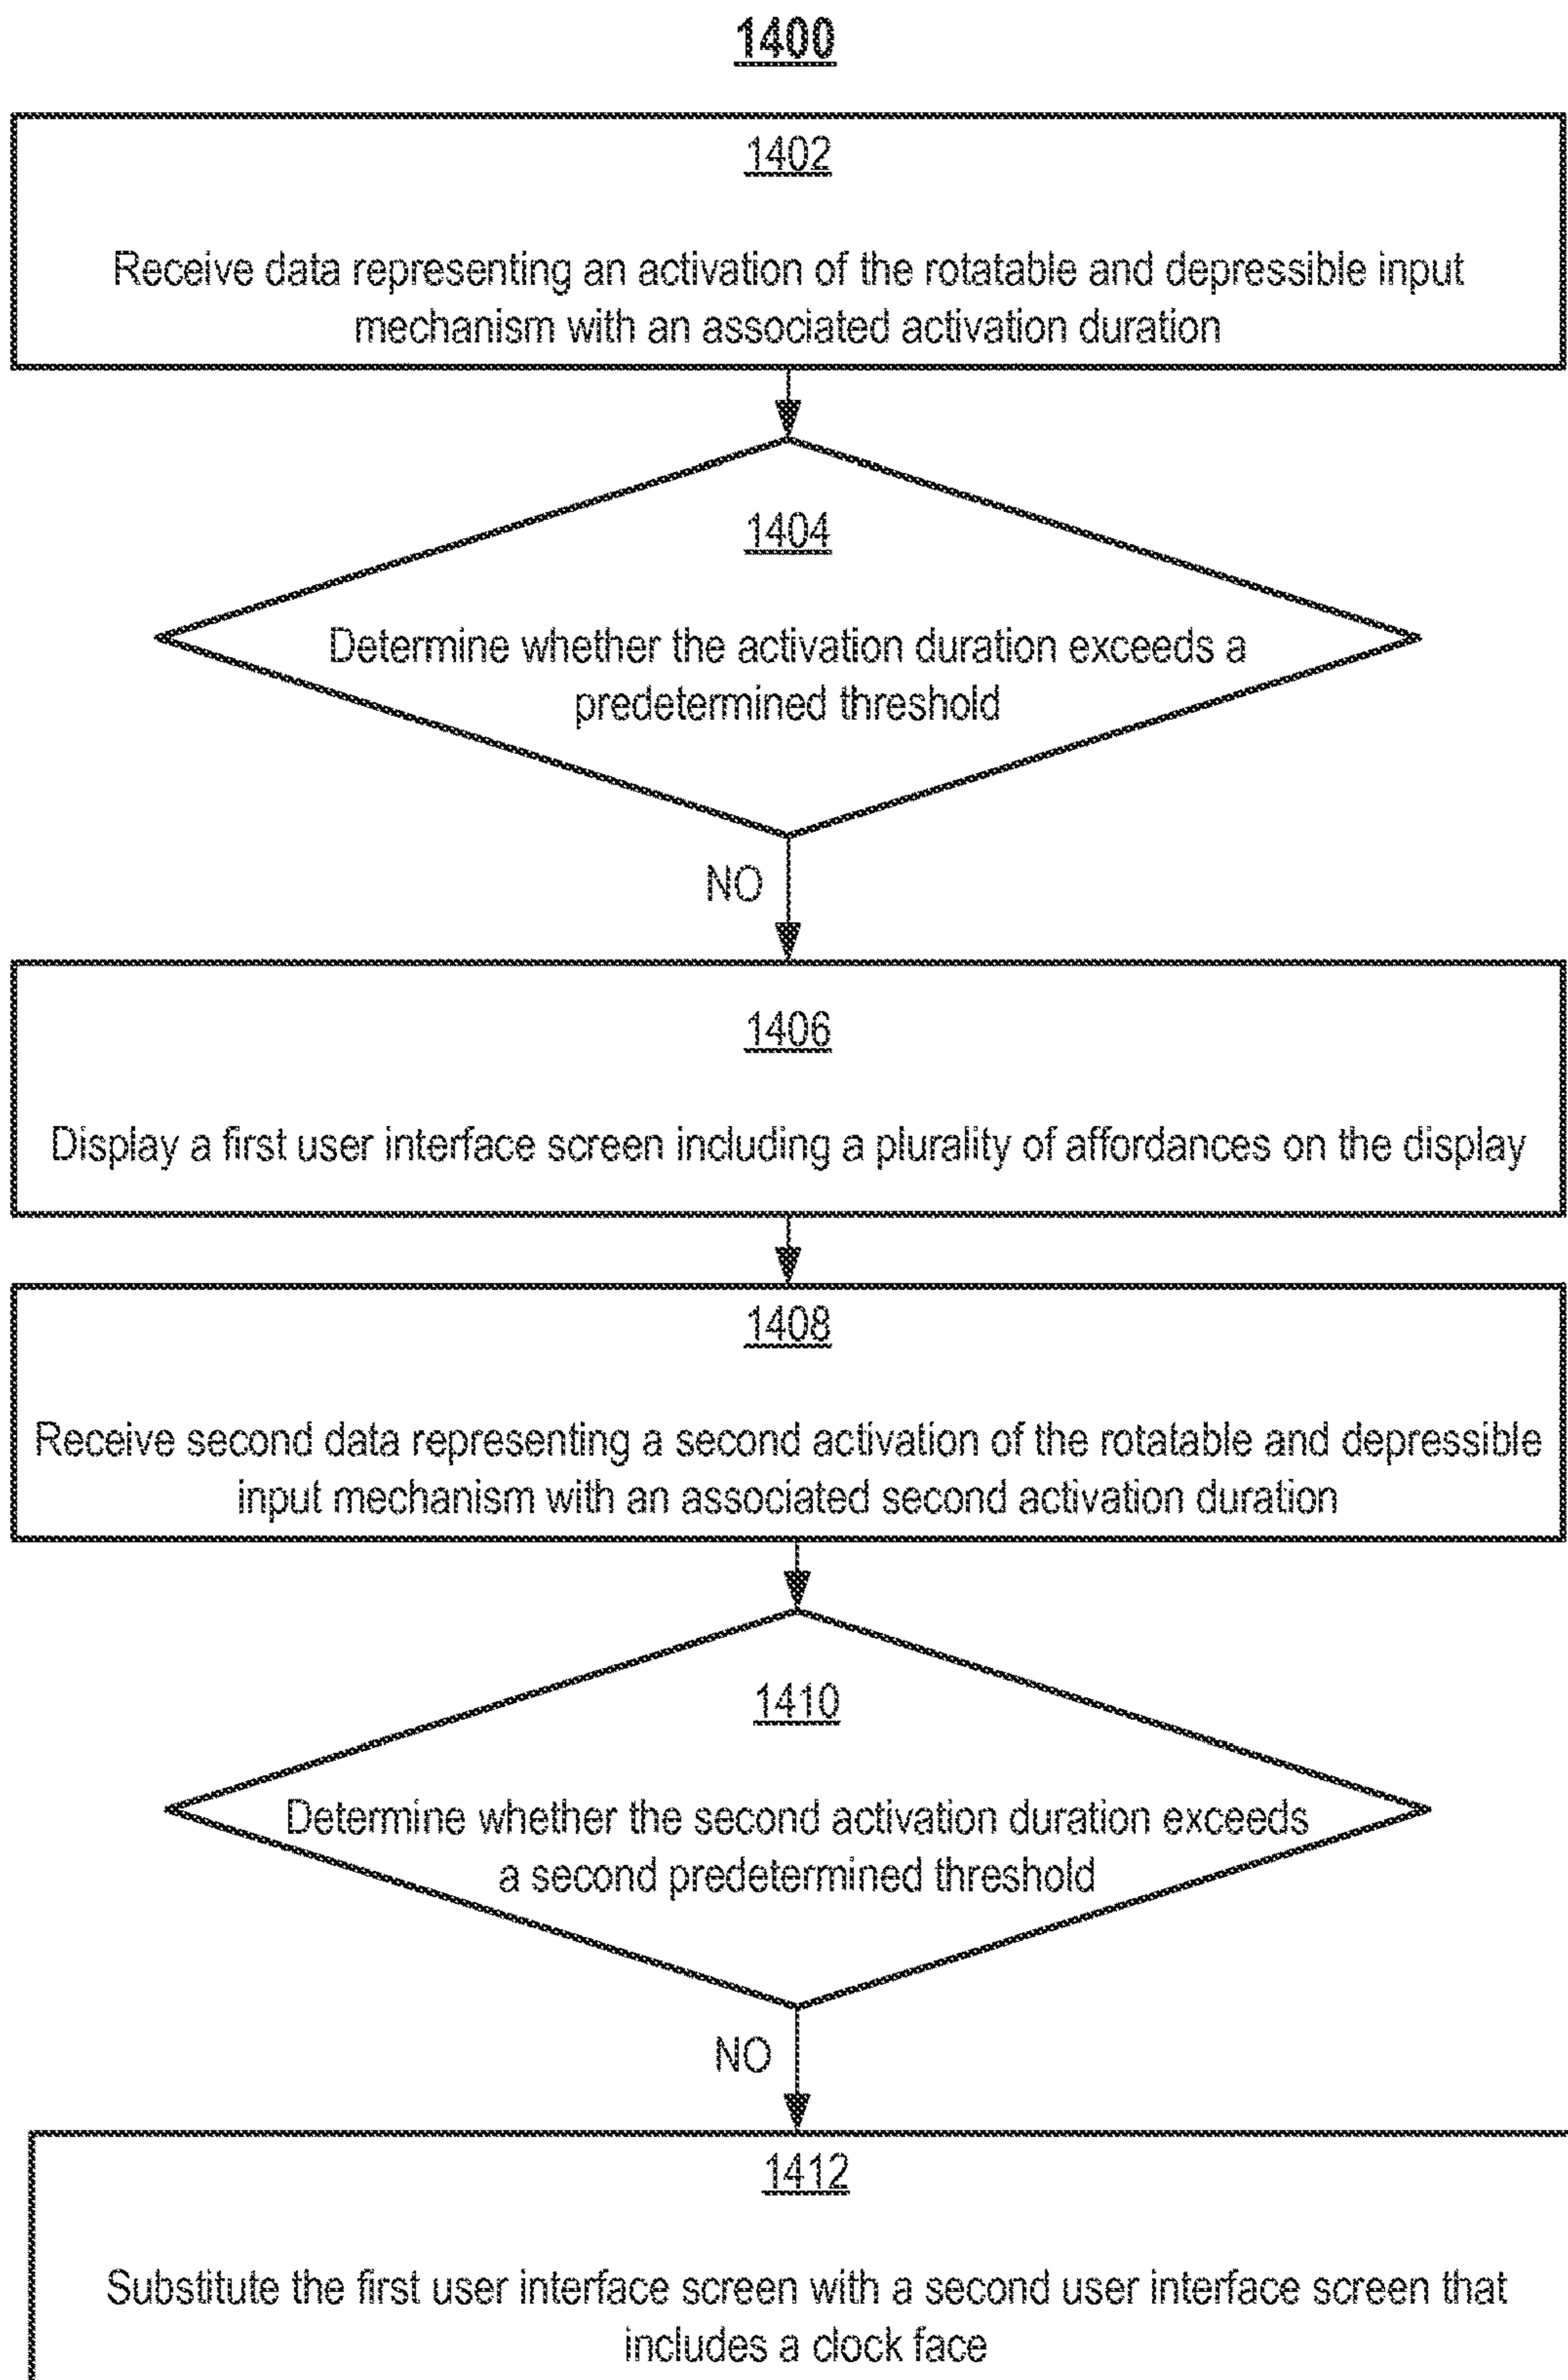 1400
1402
Receive data representing an activation of the rotatable and depressible input
mechanism with an associated activation duration
1404
Determine whether the activation duration exceeds a
predetermined threshold
NO
1406
Display a first user interface screen including a plurality of affordances on the display
1408
Receive second data representing a second activation of the rotatable and depressible
input mechanism with an associated second activation duration
1410
Determine whether the second activation duration exceeds
a second predetermined threshold
NO
1412
Substitute the first user interface screen with a second user interface screen that
includes a clock face